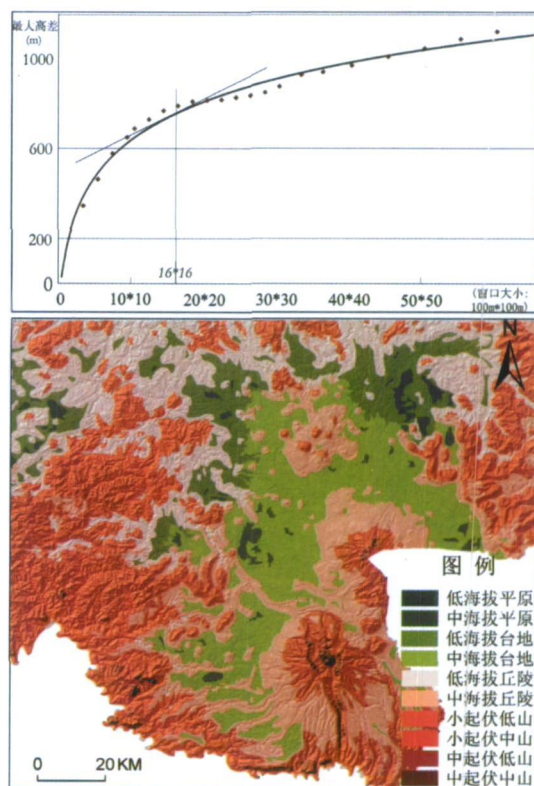 最大高差
(m)
1000
600
200
0
16*16
0 10*10 20*20 30*30 40*40 50*50
(窗口大小:
100m*100m)
N
图 例
低海拔平原
中海拔平原
低海拔台地
中海拔台地
低海拔丘陵
中海拔丘陵
小起伏低山
小起伏中山
中起伏低山
中起伏中山
0 20 KM